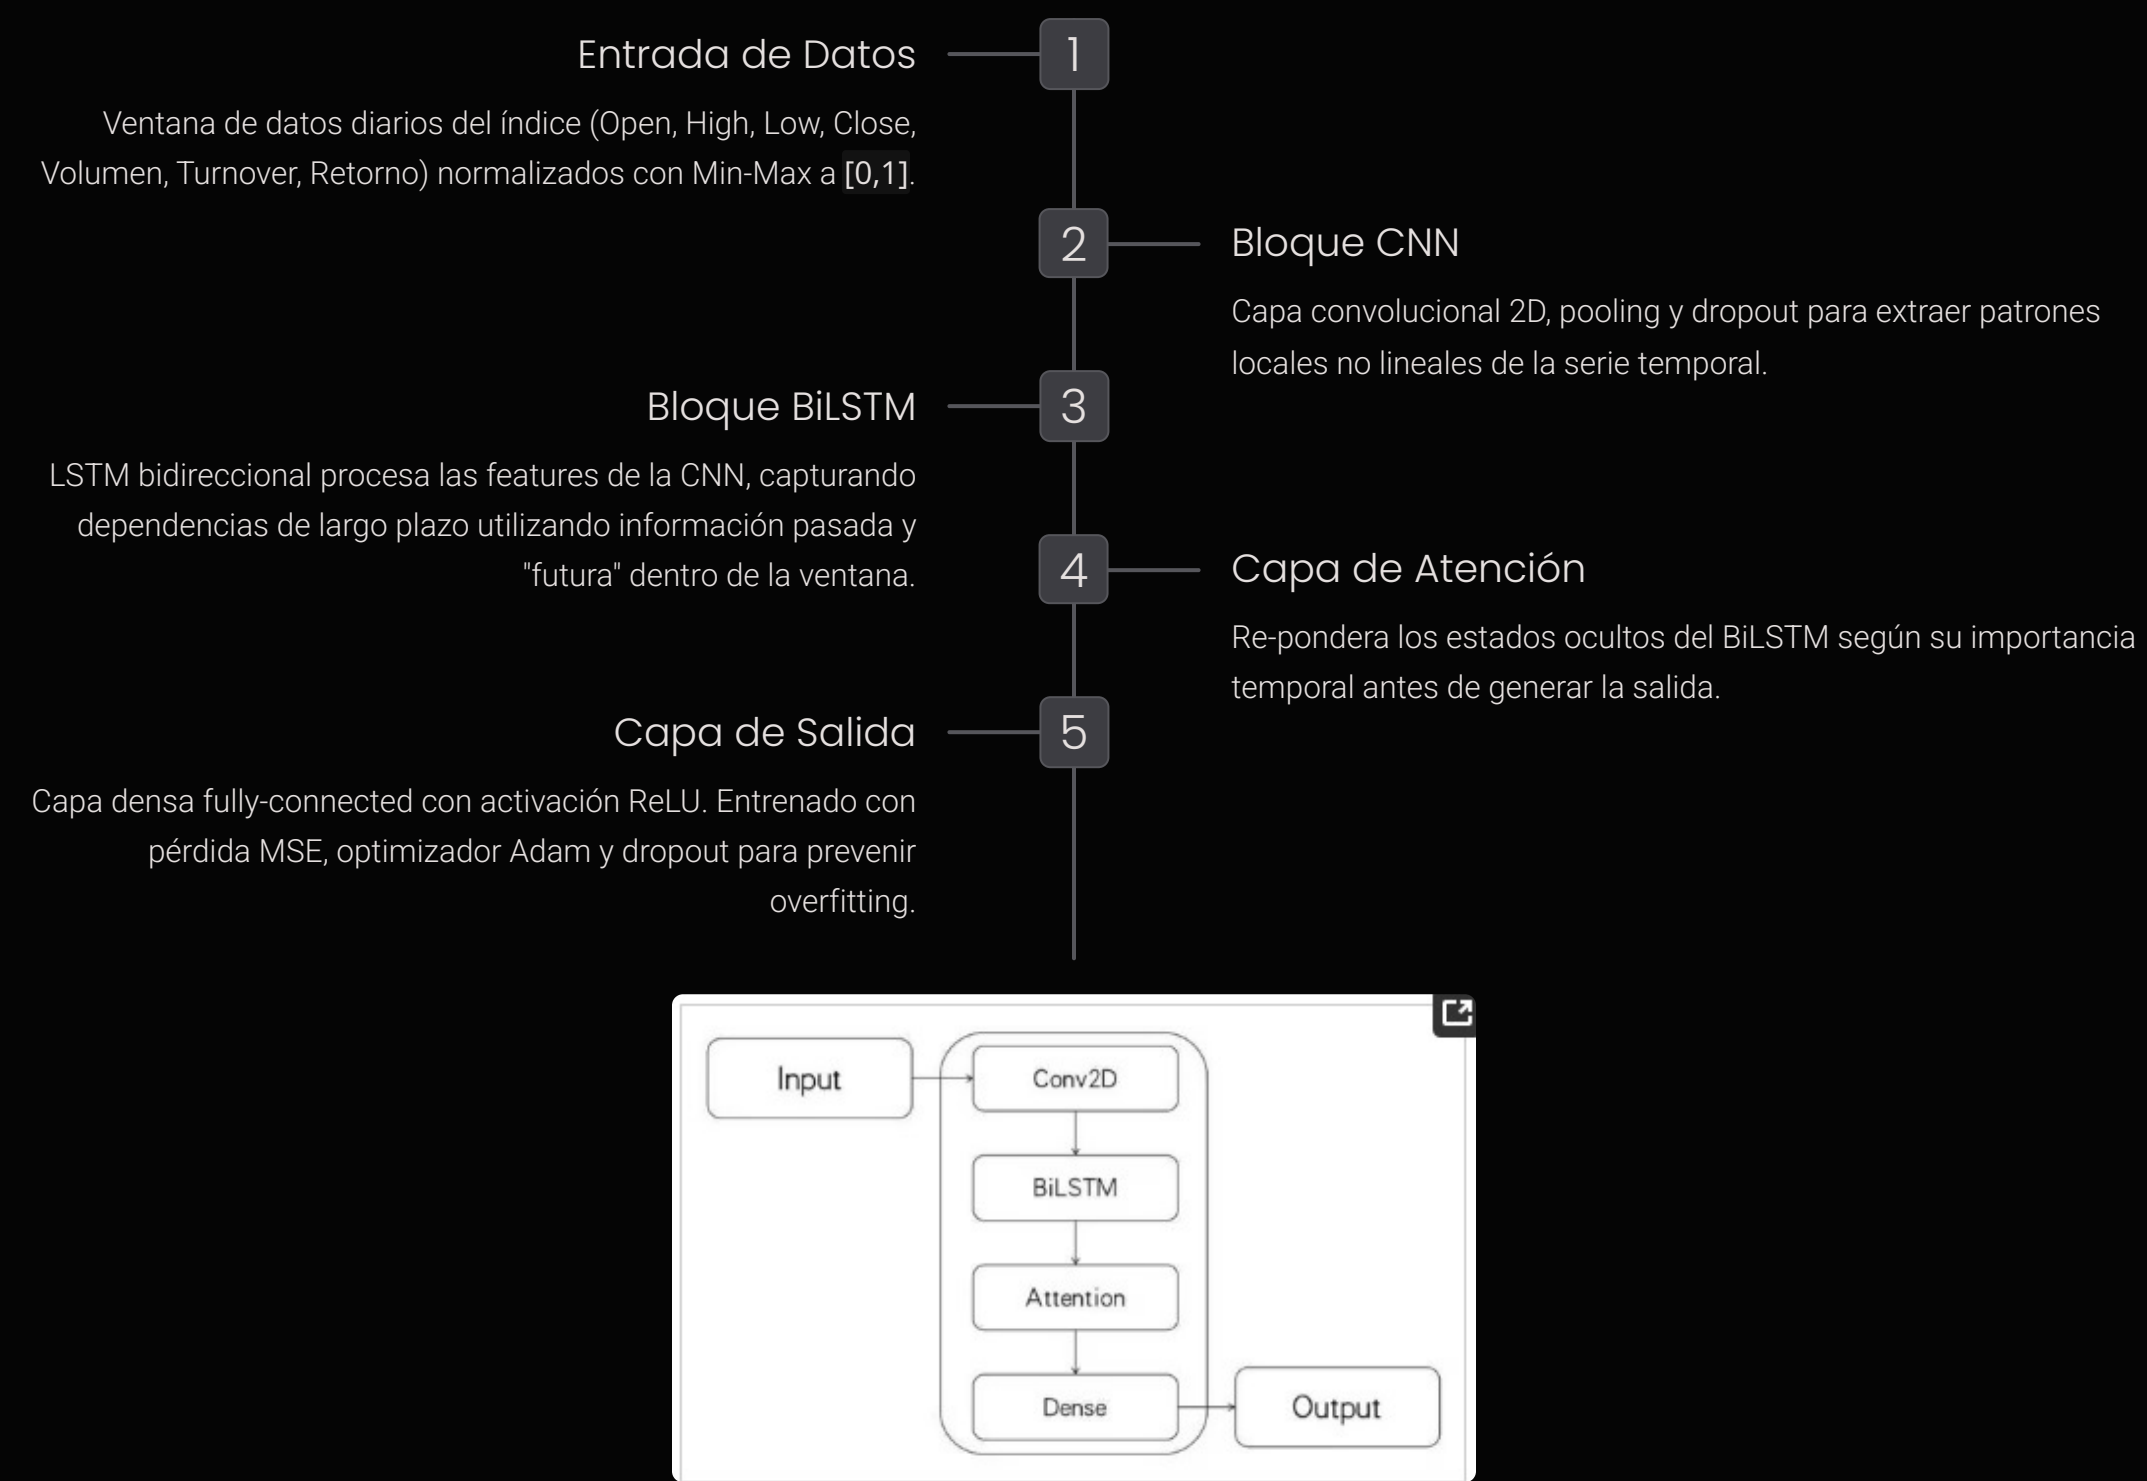 Entrada de Datos
1
Ventana de datos diarios del índice (Open, High, Low, Close,
Volumen, Turnover, Retorno) normalizados con Min-Max a [0,1].
2
Bloque CNN
Capa convolucional 2D, pooling y dropout para extraer patrones
locales no lineales de la serie temporal.
Bloque BiLSTM
3
LSTM bidireccional procesa las features de la CNN, capturando
dependencias de largo plazo utilizando información pasada y
"futura" dentro de la ventana.
4
Capa de Atención
Re-pondera los estados ocultos del BiLSTM según su importancia
temporal antes de generar la salida.
Capa de Salida
5
Capa densa fully-connected con activación ReLU. Entrenado con
pérdida MSE, optimizador Adam y dropout para prevenir
overfitting.
Input
Conv2D
BiLSTM
Attention
Dense
Output